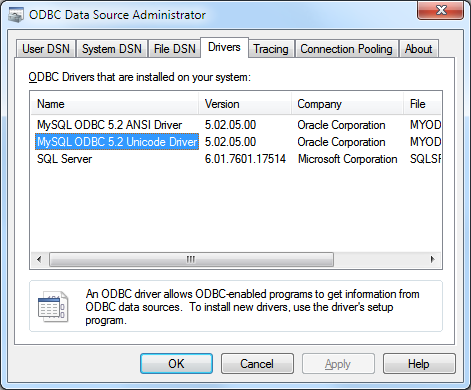 ODBC Data Source Administrator
User DSN System DSN File DSN Drivers Tracing Connection Pooling About
ODBC Drivers that are installed on your system:
Name Version Company File
MySQL ODBC 5.2 ANSI Driver 5.02.05.00 Oracle Corporation MYOD
MySQL ODBC 5.2 Unicode Driver 5.02.05.00 Oracle Corporation MYOD
SQL Server 6.01.7601.17514 Microsoft Corporation SQLSR
An ODBC driver allows ODBC-enabled programs to get information from
ODBC data sources. To install new drivers, use the driver's setup
program.
OK Cancel Apply Help